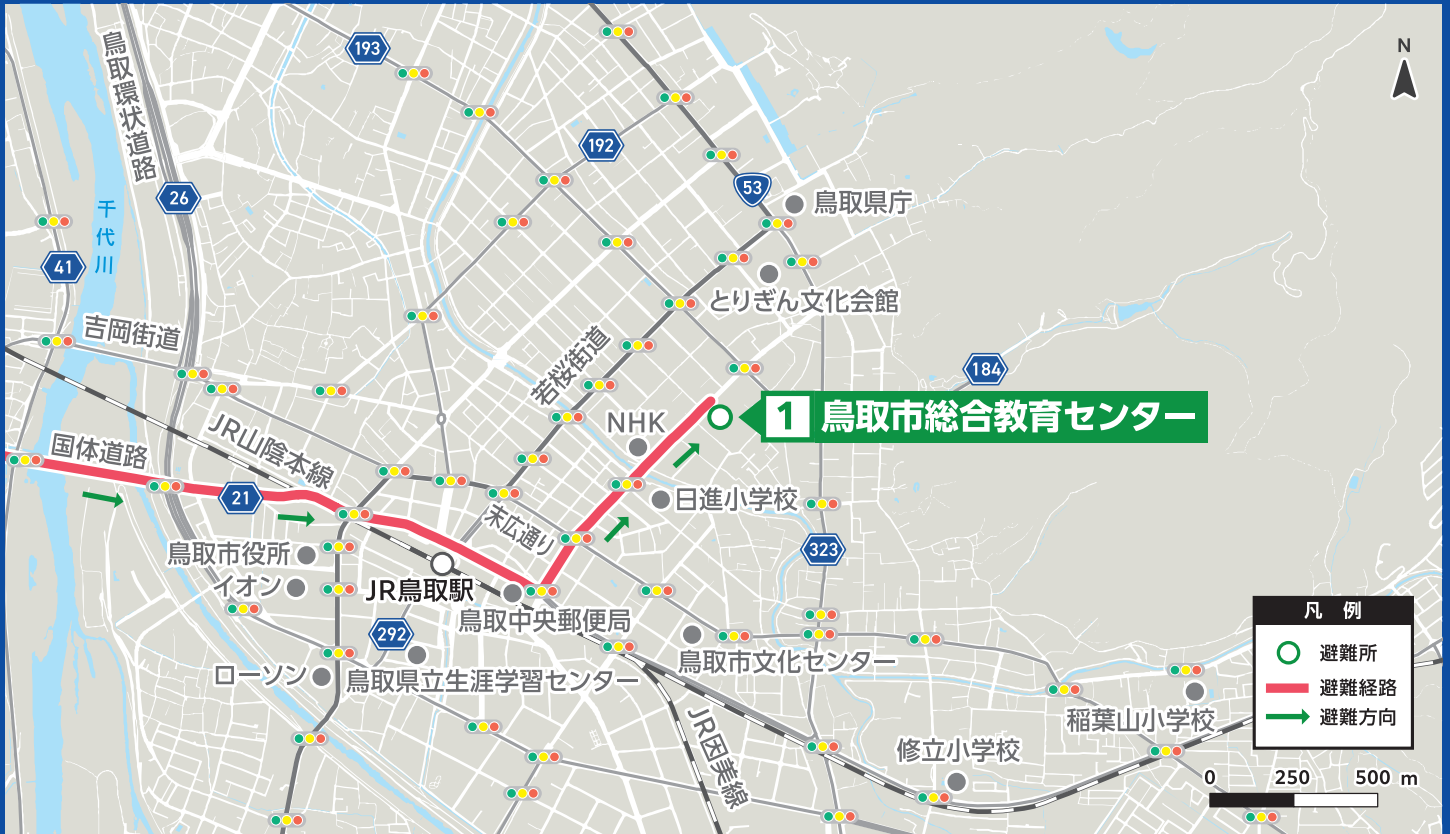 193
N
鳥取環状道路
192
26
53
鳥取県庁
千代川
41
とりぎん文化会館
吉岡街道
若桜街道
184
1 鳥取市総合教育センター
NHK
JR山陰本線
国体道路
21
日進小学校
末広通り
323
鳥取市役所
イオン
JR鳥取駅
鳥取中央郵便局
292
鳥取市文化センター
ローソン
鳥取県立生涯学習センター
JR因美線
修立小学校
稲葉山小学校
凡 例
避難所
避難経路
避難方向
0 250 500 m